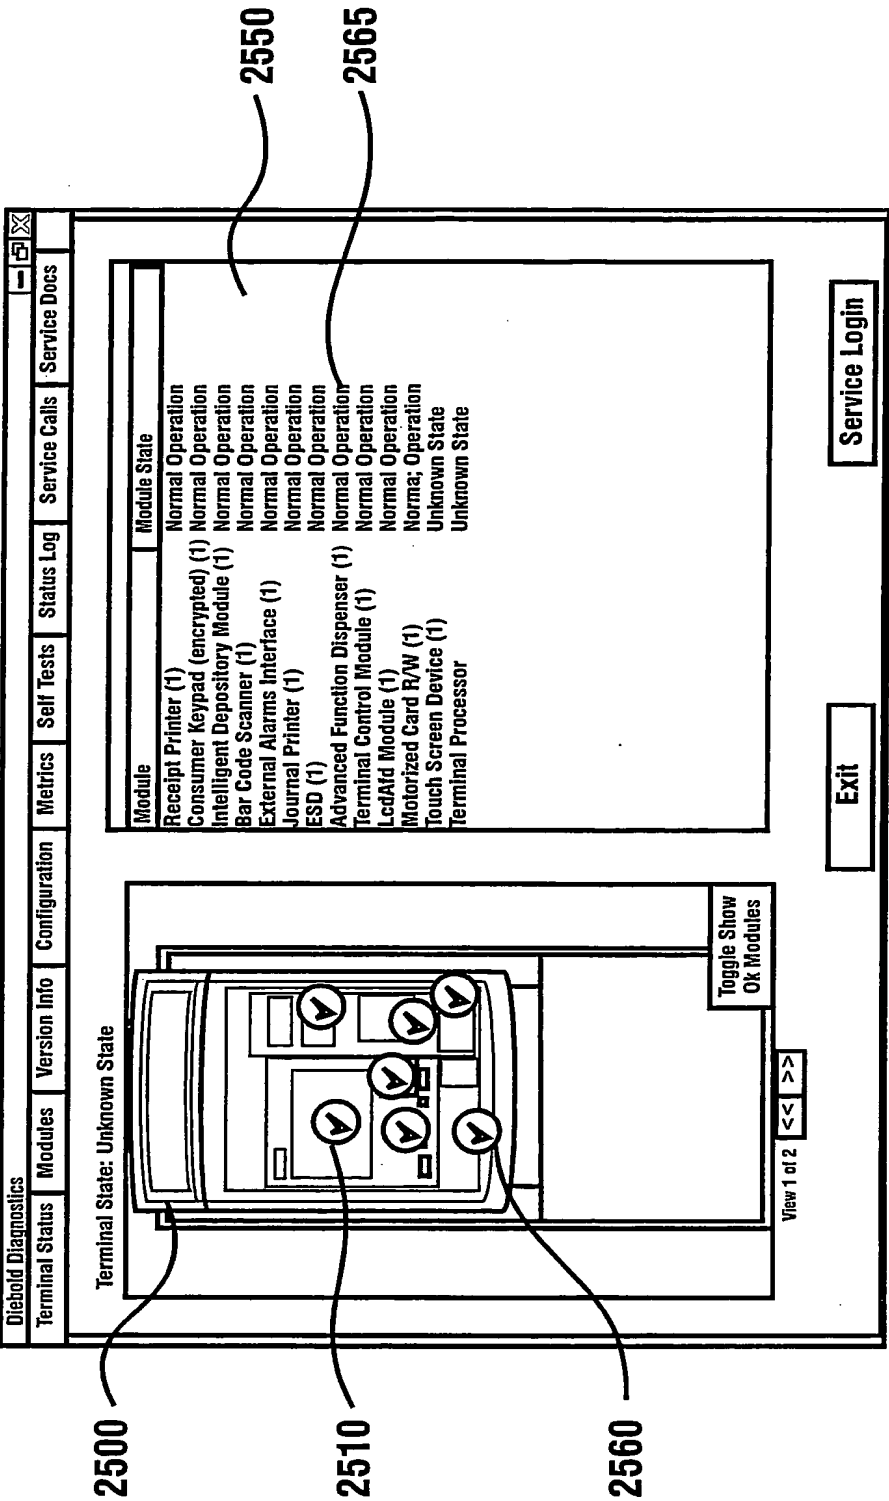 Diebold Diagnostics
Terminal Status Modules Version Info Configuration Metrics Self Tests Status Log Service Calls Service Docs
Terminal State: Unknown State
Module Module State
Receipt Printer (1) Normal Operation
Consumer Keypad (encrypted) (1) Normal Operation
Intelligent Depository Module (1) Normal Operation
Bar Code Scanner (1) Normal Operation
External Alarms Interface (1) Normal Operation
Journal Printer (1) Normal Operation
ESD (1) Normal Operation
Advanced Function Dispenser (1) Normal Operation
Terminal Control Module (1) Normal Operation
LcdAfd Module (1) Normal Operation
Motorized Card R/W (1) Norma; Operation
Touch Screen Device (1) Unknown State
Terminal Processor Unknown State
Toggle Show
Ok Modules
View 1 of 2 << >>
Exit Service Login
2500
2510
2560
2550
2565